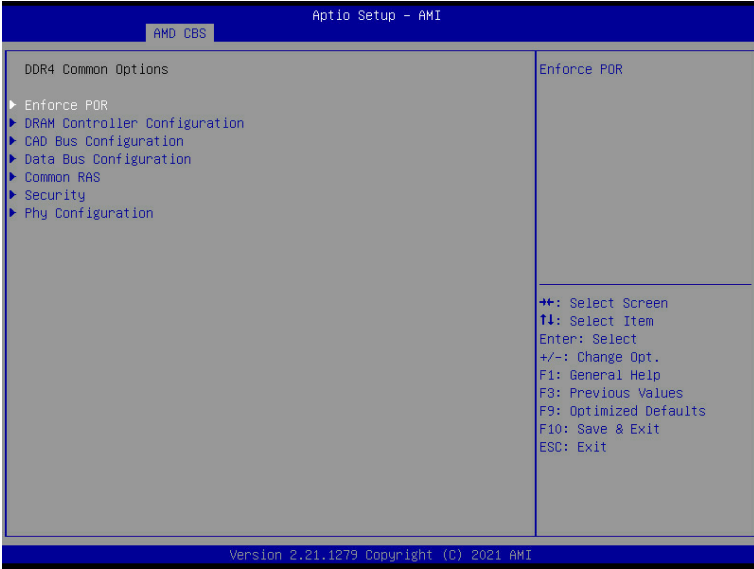 Aptio Setup - AMI
AMD CBS
DDR4 Common Options
Enforce POR
DRAM Controller Configuration
CAD Bus Configuration
Data Bus Configuration
Common RAS
Security
Phy Configuration
Enforce POR
→←: Select Screen
↑↓: Select Item
Enter: Select
+/-: Change Opt.
F1: General Help
F3: Previous Values
F9: Optimized Defaults
F10: Save & Exit
ESC: Exit
Version 2.21.1279 Copyright (C) 2021 AMI